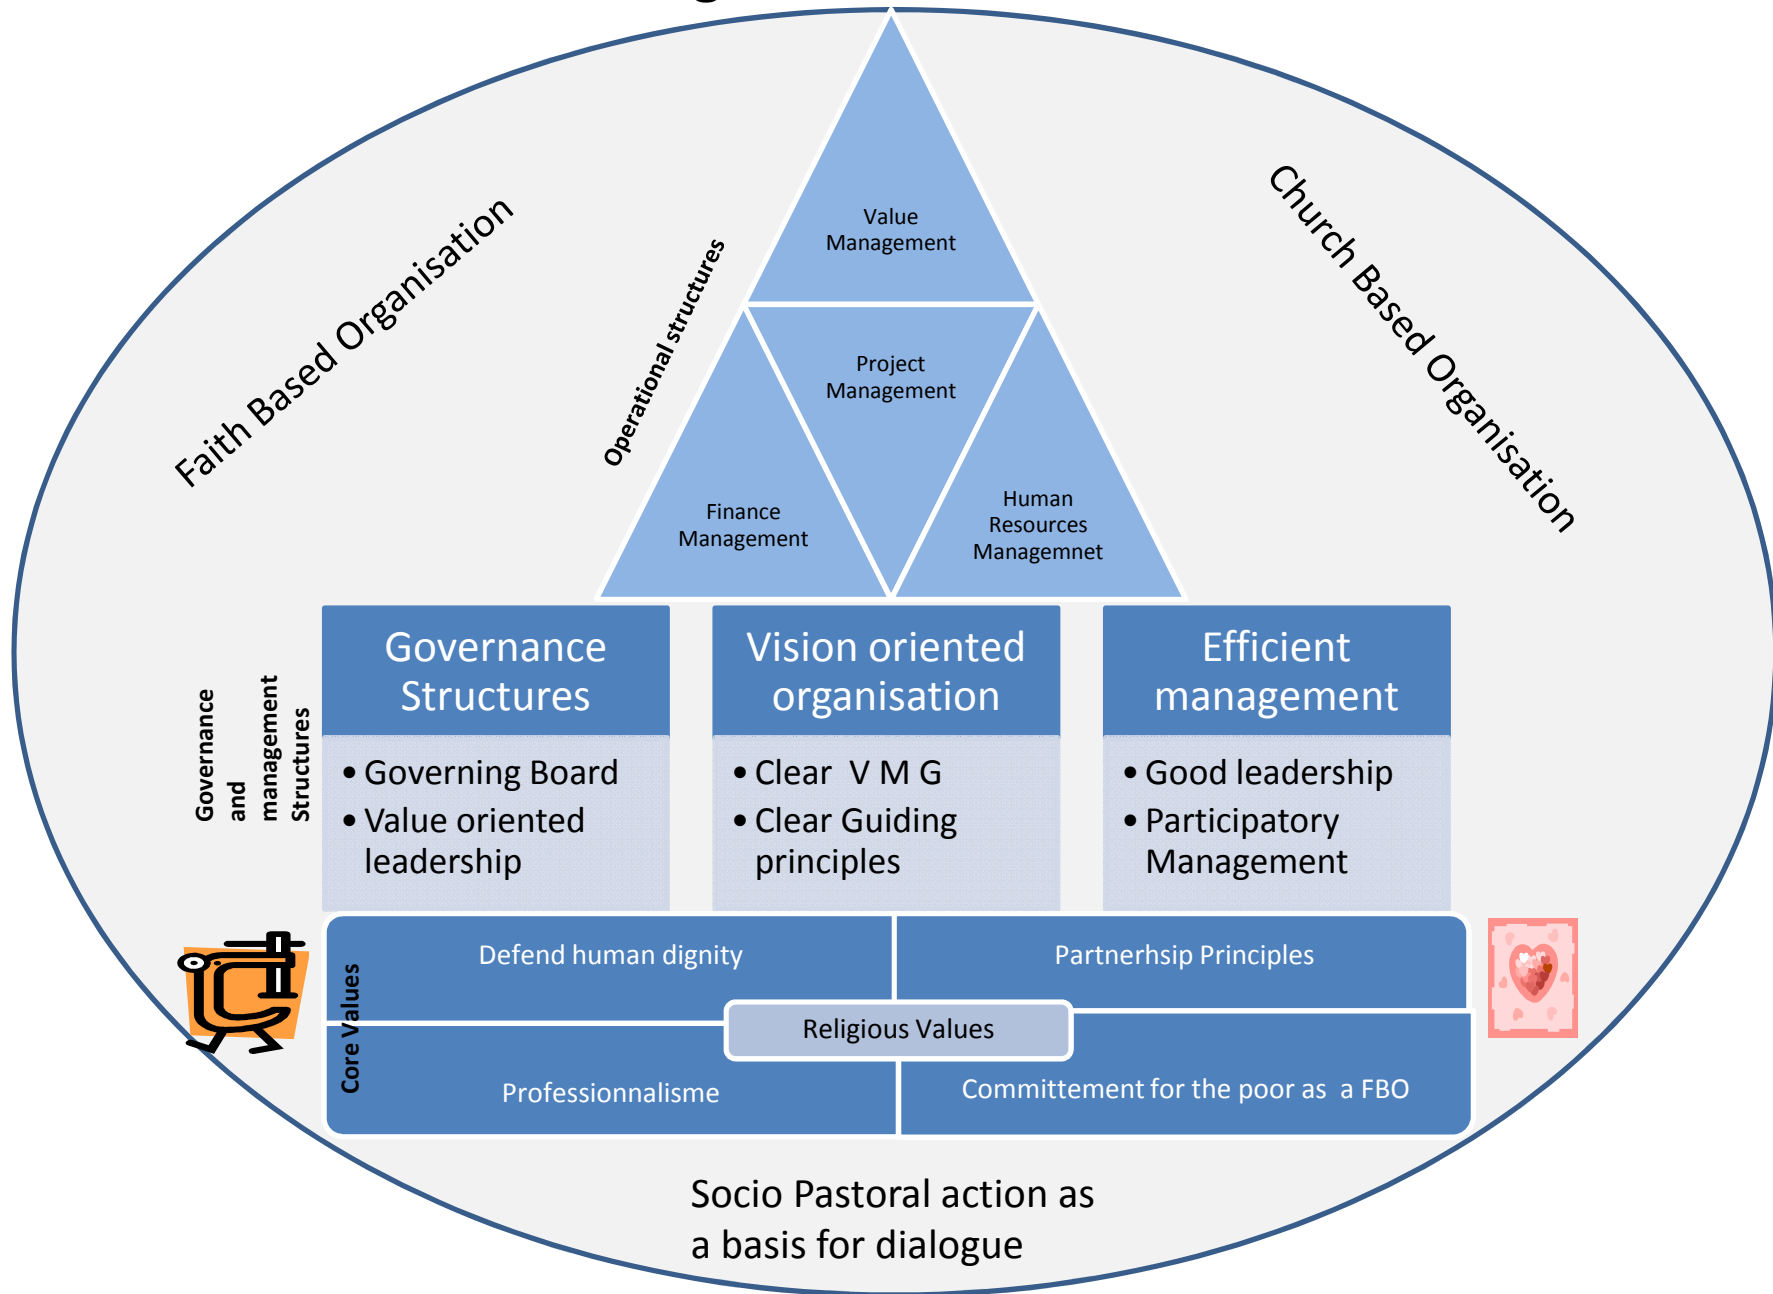 Faith Based Organisation
Church Based Organisation
Operational structures
Value
Management
Project
Management
Finance
Management
Human
Resources
Managemnet
Governance
and
management
Structures
Governance
Structures
• Governing Board
• Value oriented
leadership
Vision oriented
organisation
• Clear V M G
• Clear Guiding
principles
Efficient
management
• Good leadership
• Participatory
Management
Core Values
Defend human dignity
Partnerhsip Principles
Religious Values
Professionnalisme
Committement for the poor as a FBO
Socio Pastoral action as
a basis for dialogue